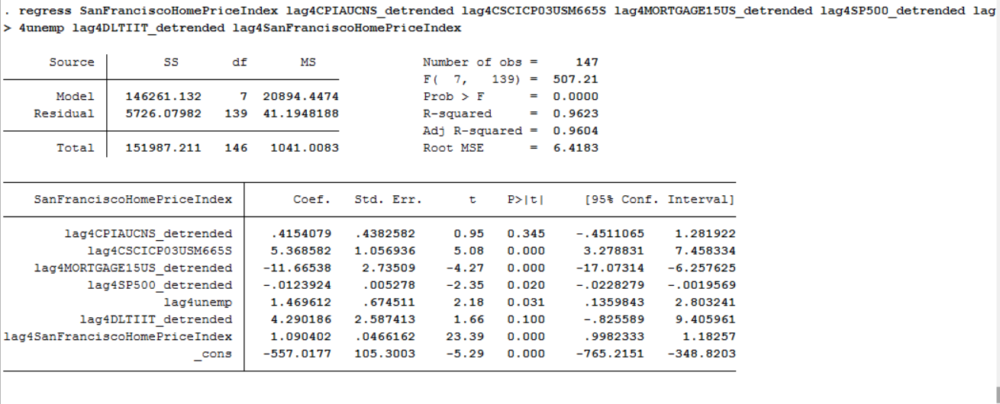 . regress SanFranciscoHomePriceIndex lag4CPIAUCNS_detrended lag4CSCICP03USM665S lag4MORTGAGE15US_detrended lag4SP500_detrended lag
> 4unemp lag4DLTIIT_detrended lag4SanFranciscoHomePriceIndex
Source SS df MS Number of obs = 147
F( 7, 139) = 507.21
Model 146261.132 7 20894.4474 Prob > F = 0.0000
Residual 5726.07982 139 41.1948188 R-squared = 0.9623
Adj R-squared = 0.9604
Total 151987.211 146 1041.0083 Root MSE = 6.4183
SanFranciscoHomePriceIndex Coef. Std. Err. t P>|t| [95% Conf. Interval]
lag4CPIAUCNS_detrended .4154079 .4382582 0.95 0.345 -.4511065 1.281922
lag4CSCICP03USM665S 5.368582 1.056936 5.08 0.000 3.278831 7.458334
lag4MORTGAGE15US_detrended -11.66538 2.73509 -4.27 0.000 -17.07314 -6.257625
lag4SP500_detrended -.0123924 .005278 -2.35 0.020 -.0228279 -.0019569
lag4unemp 1.469612 .674511 2.18 0.031 .1359843 2.803241
lag4DLTIIT_detrended 4.290186 2.587413 1.66 0.100 -.825589 9.405961
lag4SanFranciscoHomePriceIndex 1.090402 .0466162 23.39 0.000 .9982333 1.18257
_cons -557.0177 105.3003 -5.29 0.000 -765.2151 -348.8203